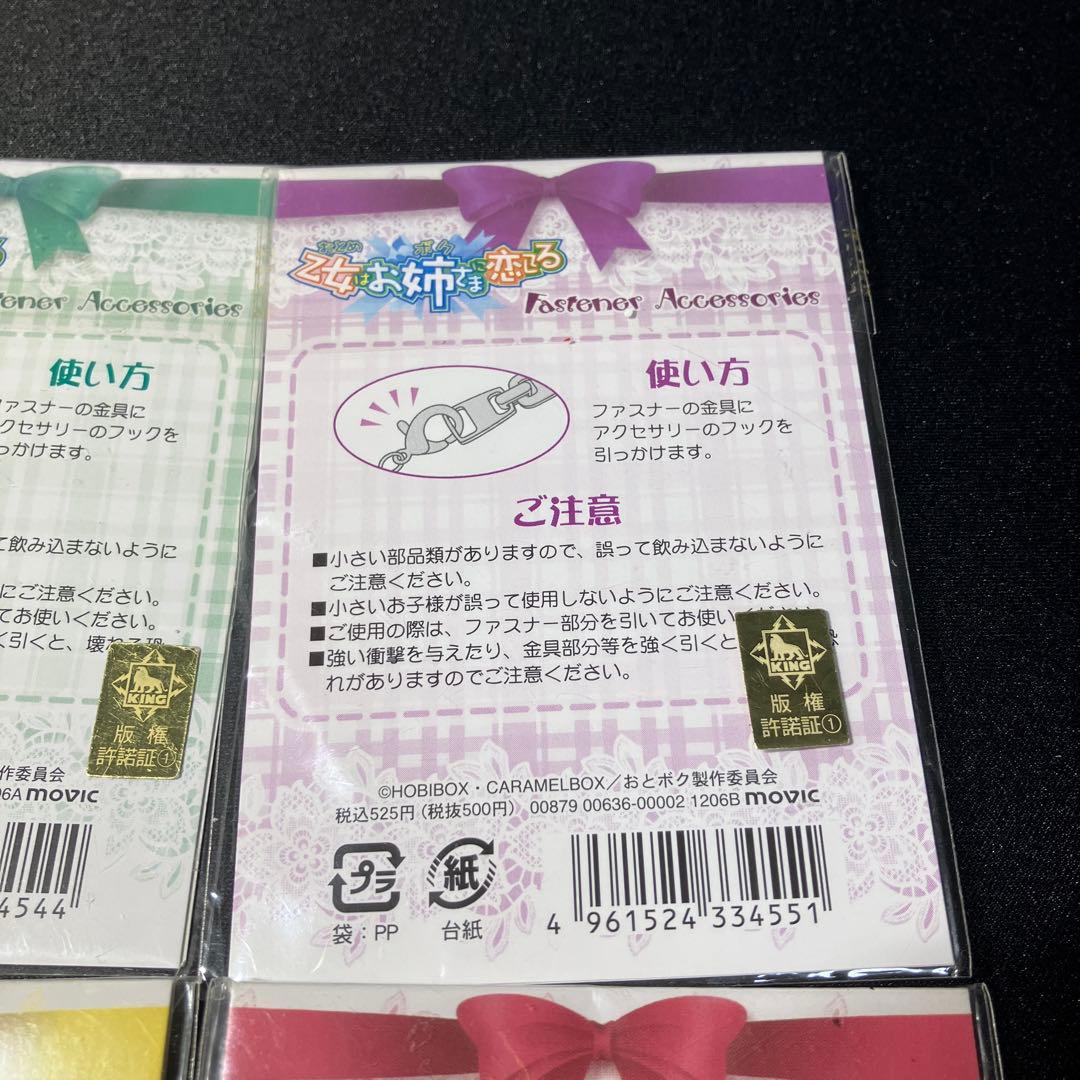 tener Accessories
使い方
ファスナーの金具に
アクセサリーのフックを
っかけます。
て飲み込まないように
にご注意ください。
てお使いください。
く引くと、壊れる恐
KING
版権
許諾証①
製作委員会
06A movic
4544
おとめ ボク
乙女はお姉さまに恋してる
Fastener Accessories
使い方
ファスナーの金具に
アクセサリーのフックを
引っかけます。
ご注意
■小さい部品類がありますので、誤って飲み込まないように
ご注意ください。
■小さいお子様が誤って使用しないようにご注意ください。
■ご使用の際は、ファスナー部分を引いてお使いください。
■強い衝撃を与えたり、金具部分等を強く引くと
れがありますのでご注意ください。
KING
版権
許諾証①
©HOBIBOX・CARAMELBOX／おとボク製作委員会
税込525円（税抜500円） 00879 00636-00002 1206B movic
プラ
袋：PP
紙
台紙
4 961524 334551